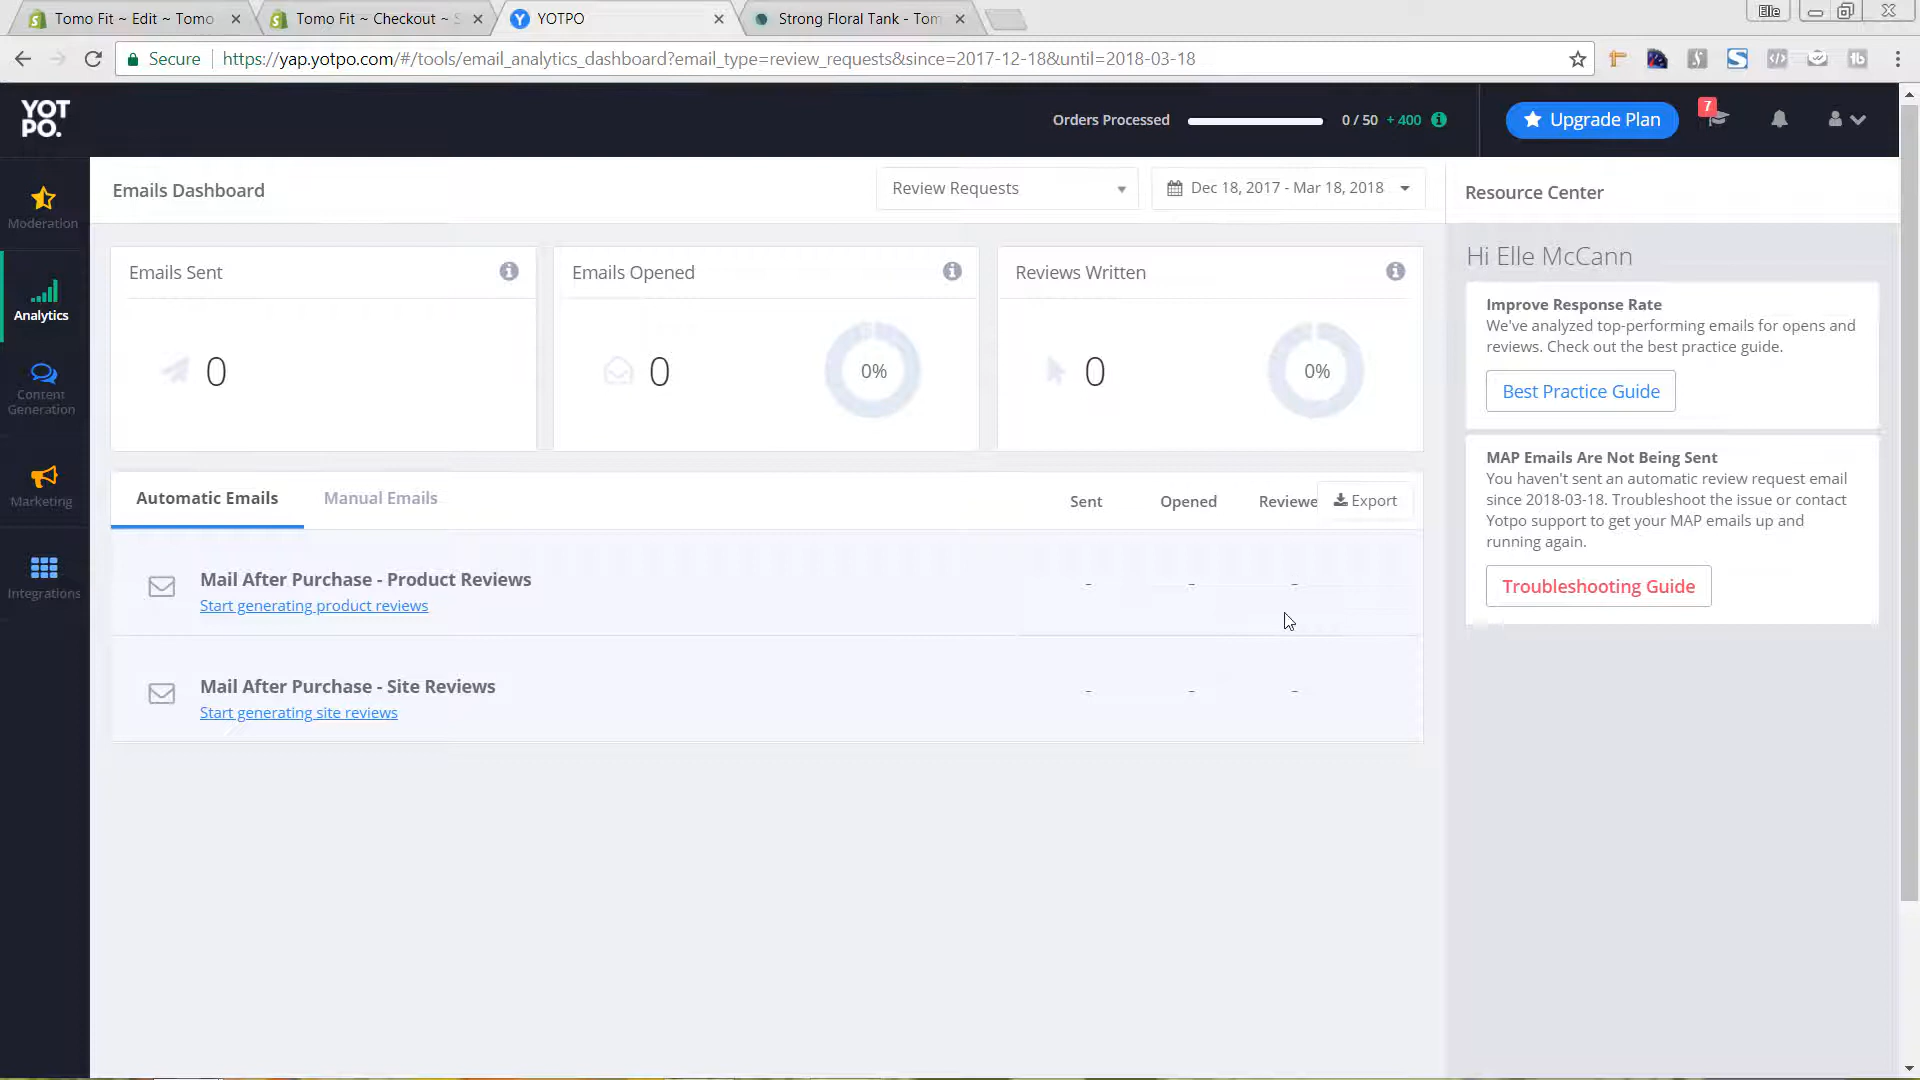 Tomo Fit ~ Edit ~ Tomo
Tomo Fit ~ Checkout ~ S
YOTPO
Strong Floral Tank - Tom
Elle
Secure
https://yap.yotpo.com/#/tools/email_analytics_dashboard?email_type=review_requests&since=2017-12-18&until=2018-03-18
YOT
PO.
Orders Processed
0 / 50 + 400
Upgrade Plan
7
Moderation
Analytics
Content
Generation
Marketing
Integrations
Emails Dashboard
Review Requests
Dec 18, 2017 - Mar 18, 2018
Emails Sent
0
Emails Opened
0
0%
Reviews Written
0
0%
Automatic Emails
Manual Emails
Sent
Opened
Reviewe
Export
Mail After Purchase - Product Reviews
Start generating product reviews
- - -
Mail After Purchase - Site Reviews
Start generating site reviews
- - -
Resource Center
Hi Elle McCann
Improve Response Rate
We've analyzed top-performing emails for opens and
reviews. Check out the best practice guide.
Best Practice Guide
MAP Emails Are Not Being Sent
You haven't sent an automatic review request email
since 2018-03-18. Troubleshoot the issue or contact
Yotpo support to get your MAP emails up and
running again.
Troubleshooting Guide